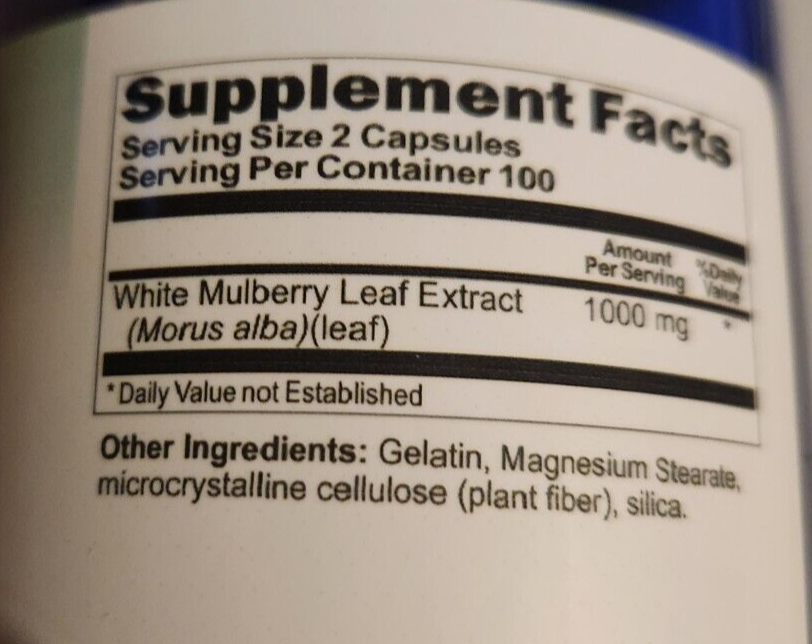 Supplement Facts
Serving Size 2 Capsules
Serving Per Container 100
Amount
Per Serving
%Daily
Value
White Mulberry Leaf Extract 1000 mg *
(Morus alba)(leaf)
*Daily Value not Established
Other Ingredients: Gelatin, Magnesium Stearate,
microcrystalline cellulose (plant fiber), silica.